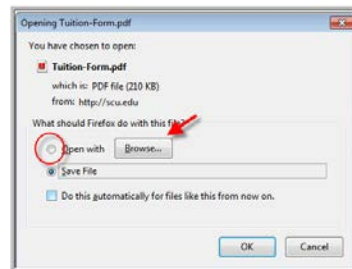 Opening Tuition-Form.pdf
You have chosen to open:
Tuition-Form.pdf
which is: PDF file (210 KB)
from: http://scu.edu
What should Firefox do with this file?
Open with Browse...
Save File
Do this automatically for files like this from now on.
OK Cancel